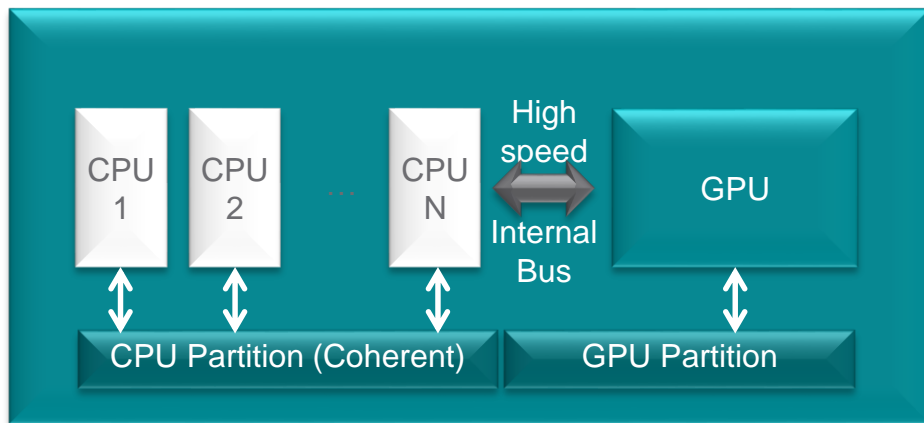 CPU
1
CPU
2
...
CPU
N
High
speed
Internal
Bus
GPU
CPU Partition (Coherent)
GPU Partition